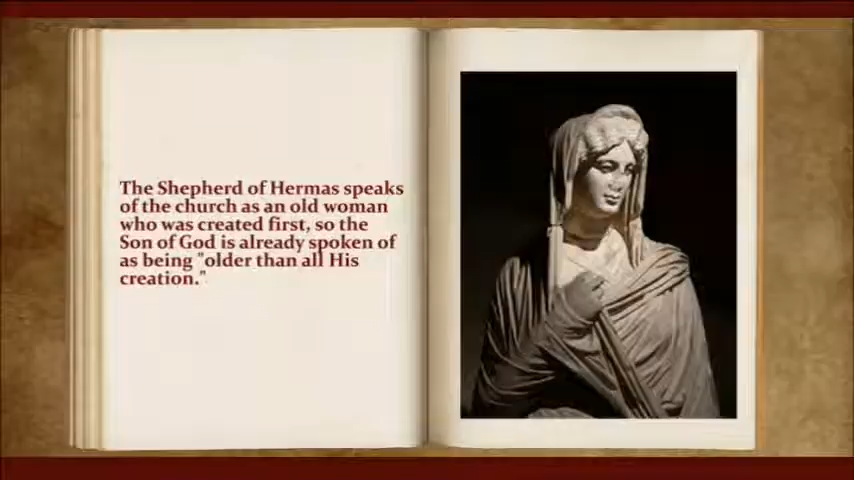 The Shepherd of Hermas speaks
of the church as an old woman
who was created first, so the
Son of God is already spoken of
as being "older than all His
creation."